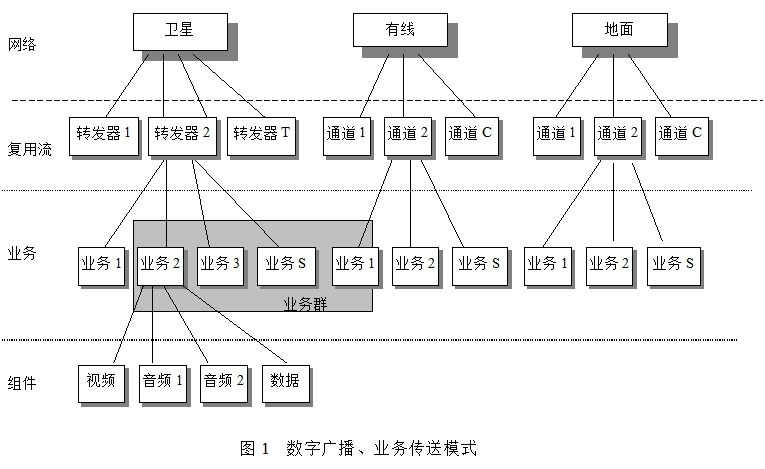 网络 卫星 有线 地面
复用流 转发器 1 转发器 2 转发器 T 通道 1 通道 2 通道 C 通道 1 通道 2 通道 C
业务 业务 1 业务 2 业务 3 业务 S 业务 1 业务 2 业务 S 业务 1 业务 2 业务 S
业务群
组件 视频 音频 1 音频 2 数据
图 1 数字广播、业务传送模式